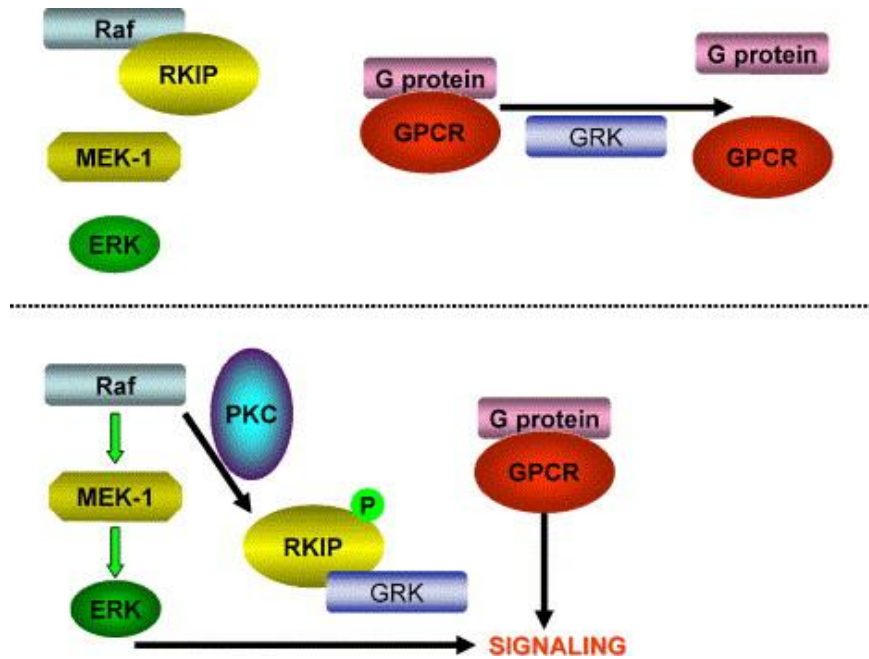 Raf
RKIP
MEK-1
ERK
G protein
GPCR
GRK
G protein
GPCR
Raf
PKC
MEK-1
P
RKIP
GRK
ERK
G protein
GPCR
SIGNALING